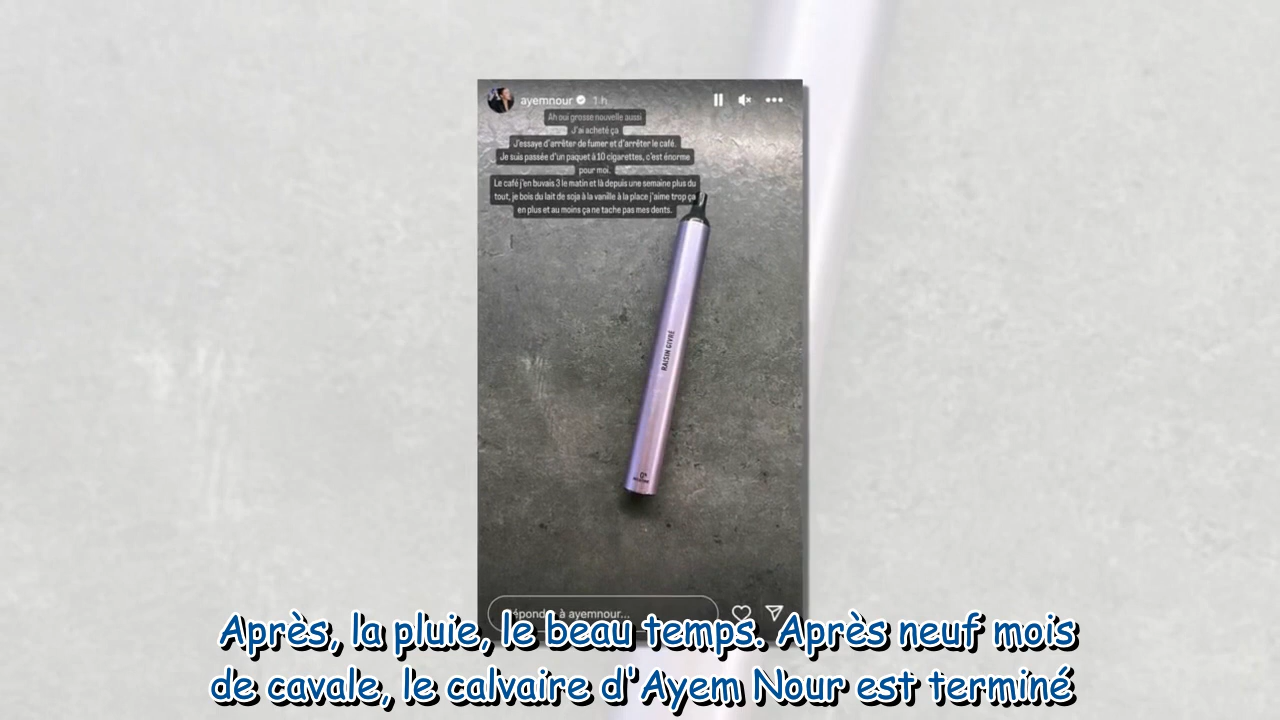 ayemnour 1 h
Ah oui grosse nouvelle aussi
J'ai acheté ça
J'essaye d'arrêter de fumer et d'arrêter le café.
Je suis passée d'un paquet à 10 cigarettes, c'est énorme
pour moi.
Le café j'en buvais 3 le matin et là depuis une semaine plus du
tout, je bois du lait de soja à la vanille à la place j'aime trop ça
en plus et au moins ça ne tache pas mes dents.
RAISIN GIVRÉ
à ayemnour...
Après, la pluie, le beau temps. Après neuf mois
de cavale, le calvaire d'Ayem Nour est terminé